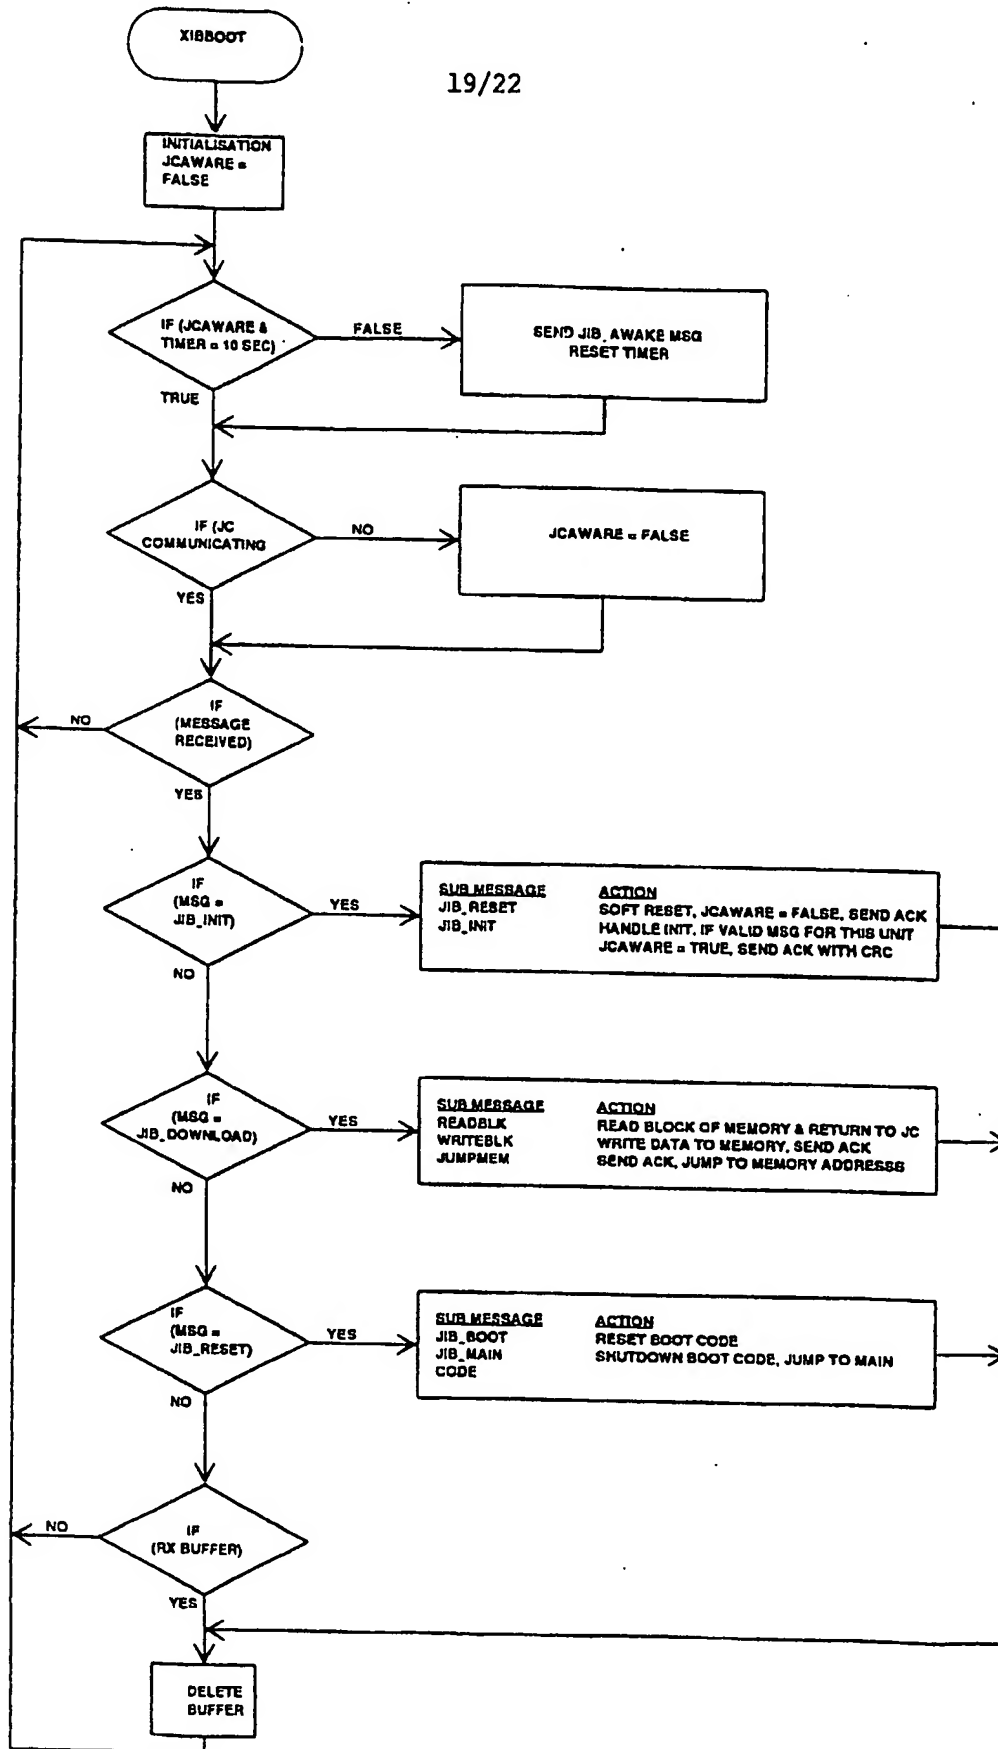 XIBBOOT
19/22
INITIALISATION
JCAWARE =
FALSE
IF (JCAWARE &
TIMER = 10 SEC)
FALSE
SEND JIB_AWAKE MSG
RESET TIMER
TRUE
IF (JC
COMMUNICATING
NO
JCAWARE = FALSE
YES
IF
(MESSAGE
RECEIVED)
NO
YES
IF
(MSG =
JIB_INIT)
YES
SUB MESSAGE ACTION
JIB_RESET SOFT RESET, JCAWARE = FALSE, SEND ACK
JIB_INIT HANDLE INIT. IF VALID MSG FOR THIS UNIT
JCAWARE = TRUE, SEND ACK WITH CRC
NO
IF
(MSG =
JIB_DOWNLOAD)
YES
SUB MESSAGE ACTION
READBLK READ BLOCK OF MEMORY & RETURN TO JC
WRITEBLK WRITE DATA TO MEMORY, SEND ACK
JUMPMEM SEND ACK, JUMP TO MEMORY ADDRESSS
NO
IF
(MSG =
JIB_RESET)
YES
SUB MESSAGE ACTION
JIB_BOOT RESET BOOT CODE
JIB_MAIN SHUTDOWN BOOT CODE, JUMP TO MAIN
CODE
NO
IF
(RX BUFFER)
NO
YES
DELETE
BUFFER